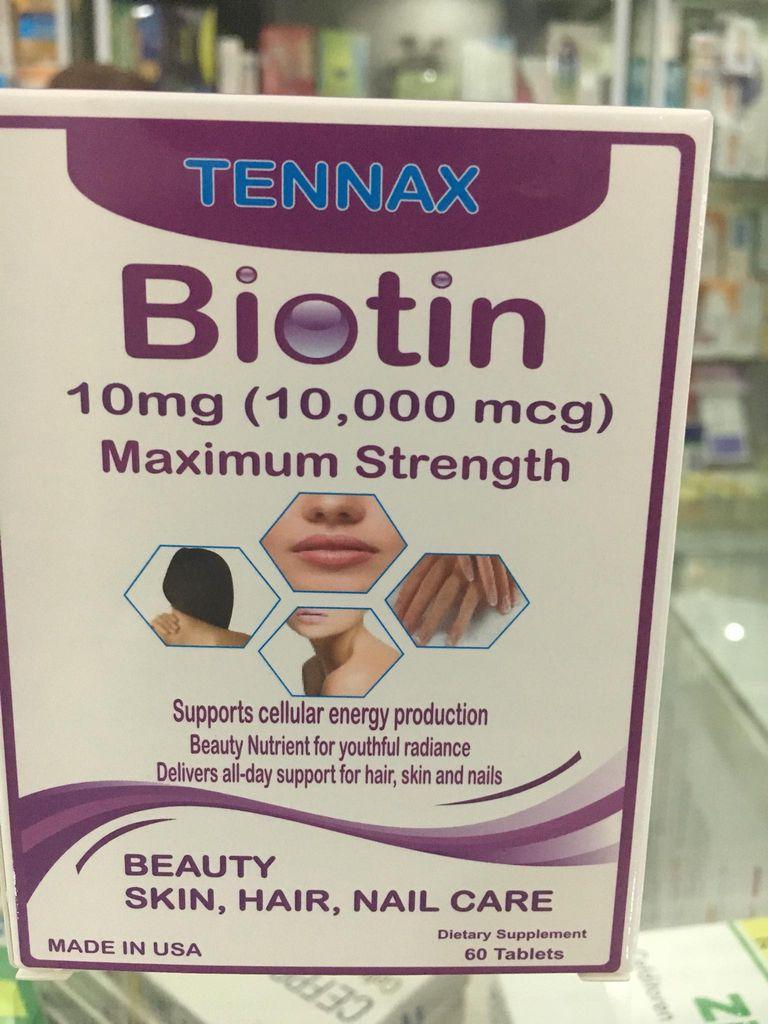 TENNAX
Biotin
10mg (10,000 mcg)
Maximum Strength
Supports cellular energy production
Beauty Nutrient for youthful radiance
Delivers all-day support for hair, skin and nails
BEAUTY
SKIN, HAIR, NAIL CARE
MADE IN USA
Dietary Supplement
60 Tablets